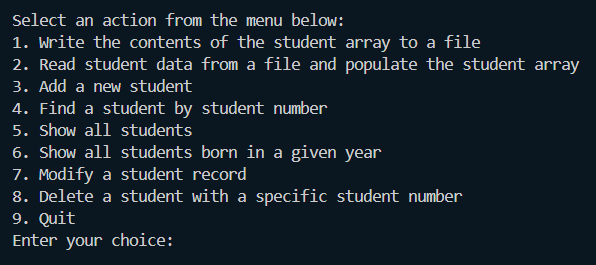 Select an action from the menu below:
1. Write the contents of the student array to a file
2. Read student data from a file and populate the student array
3. Add a new student
4. Find a student by student number
5. Show all students
6. Show all students born in a given year
7. Modify a student record
8. Delete a student with a specific student number
9. Quit
Enter your choice: